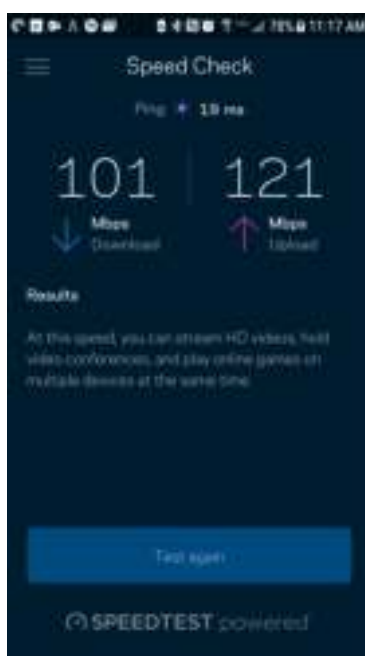 78% 11:17 AM
Speed Check
Ping 19 ms
101 121
Mbps Mbps
Download Upload
Results
At this speed, you can stream HD videos, hold
video conferences, and play online games on
multiple devices at the same time.
Test again
SPEEDTEST powered